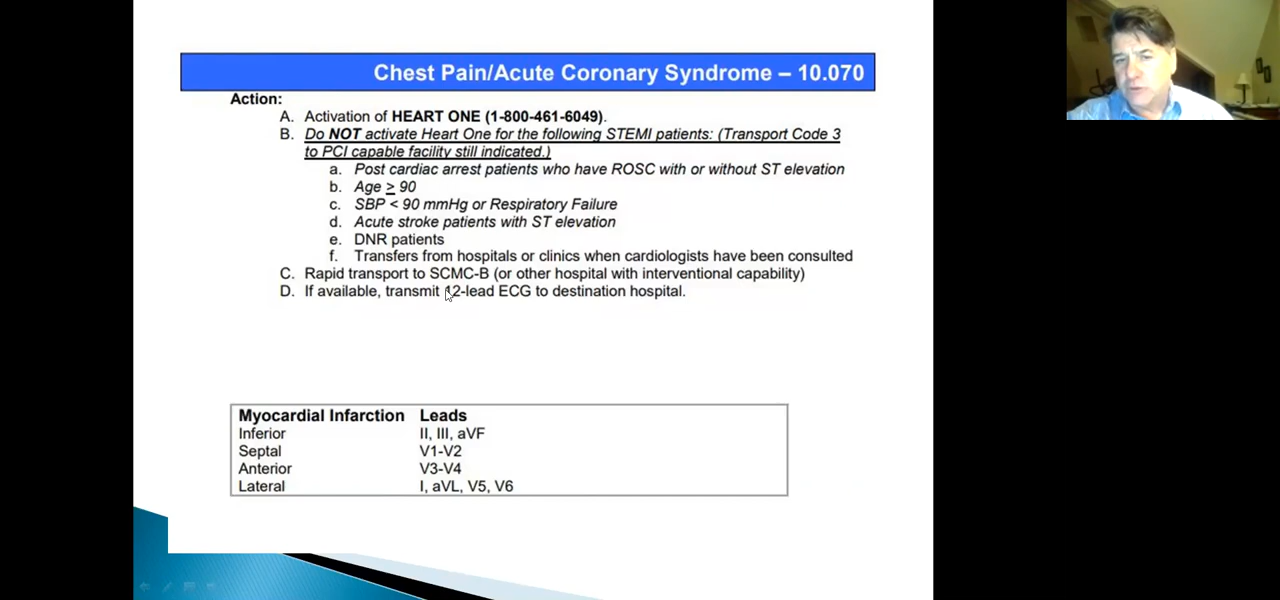 Chest Pain/Acute Coronary Syndrome – 10.070
Action:
A. Activation of HEART ONE (1-800-461-6049).
B. Do NOT activate Heart One for the following STEMI patients: (Transport Code 3
to PCI capable facility still indicated.)
a. Post cardiac arrest patients who have ROSC with or without ST elevation
b. Age ≥ 90
c. SBP < 90 mmHg or Respiratory Failure
d. Acute stroke patients with ST elevation
e. DNR patients
f. Transfers from hospitals or clinics when cardiologists have been consulted
C. Rapid transport to SCMC-B (or other hospital with interventional capability)
D. If available, transmit 12-lead ECG to destination hospital.
Myocardial Infarction Leads
Inferior II, III, aVF
Septal V1-V2
Anterior V3-V4
Lateral I, aVL, V5, V6